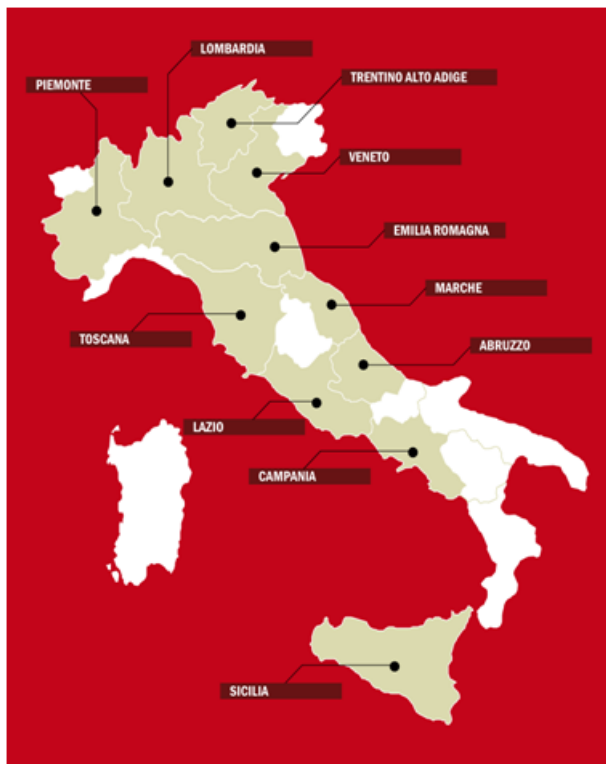 LOMBARDIA
TRENTINO ALTO ADIGE
PIEMONTE
VENETO
EMILIA ROMAGNA
MARCHE
TOSCANA
ABRUZZO
LAZIO
CAMPANIA
SICILIA